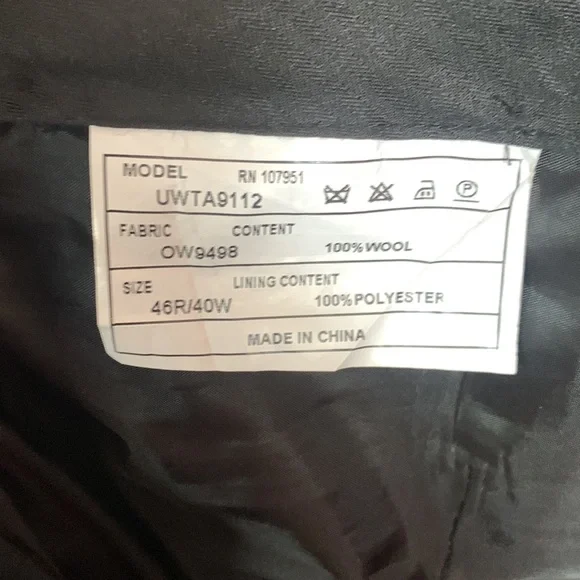 MODEL RN 107951
UWTA9112
P
FABRIC CONTENT
OW9498 100%WOOL
SIZE LINING CONTENT
46R/40W 100%POLYESTER
MADE IN CHINA